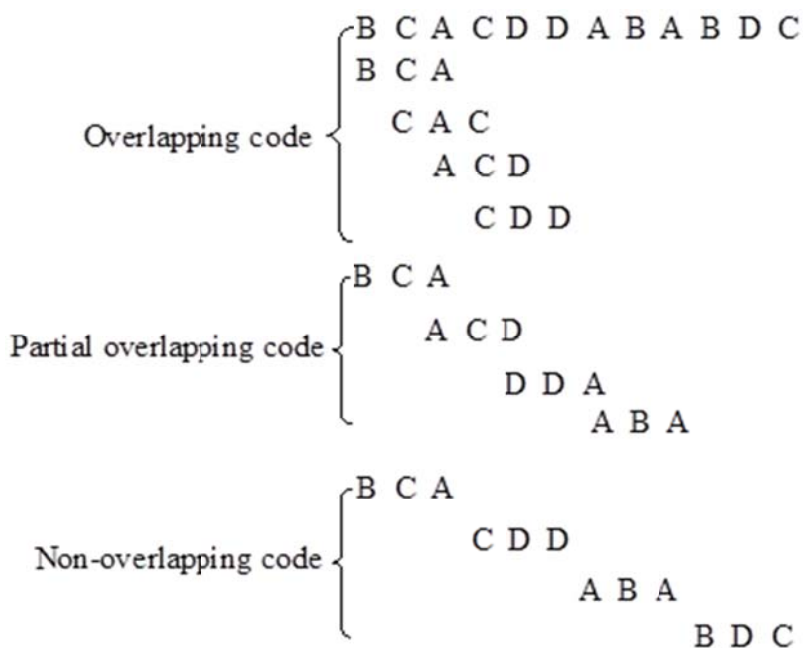 B C A C D D A B A B D C
B C A
C A C
Overlapping code
A C D
C D D
B C A
A C D
Partial overlapping code
D D A
A B A
B C A
C D D
Non-overlapping code
A B A
B D C